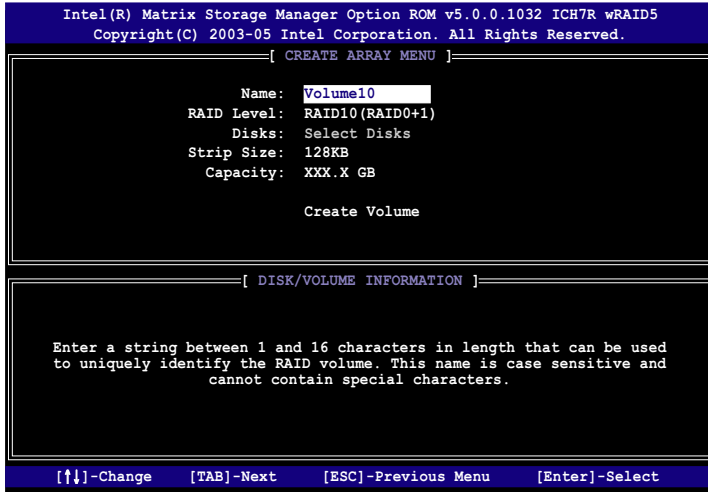 Intel(R) Matrix Storage Manager Option ROM v5.0.0.1032 ICH7R wRAID5
Copyright(C) 2003-05 Intel Corporation. All Rights Reserved.
[ CREATE ARRAY MENU ]
Name: Volume10
RAID Level: RAID10(RAID0+1)
Disks: Select Disks
Strip Size: 128KB
Capacity: XXX.X GB
Create Volume
[ DISK/VOLUME INFORMATION ]
Enter a string between 1 and 16 characters in length that can be used
to uniquely identify the RAID volume. This name is case sensitive and
cannot contain special characters.
[↑↓]-Change [TAB]-Next [ESC]-Previous Menu [Enter]-Select